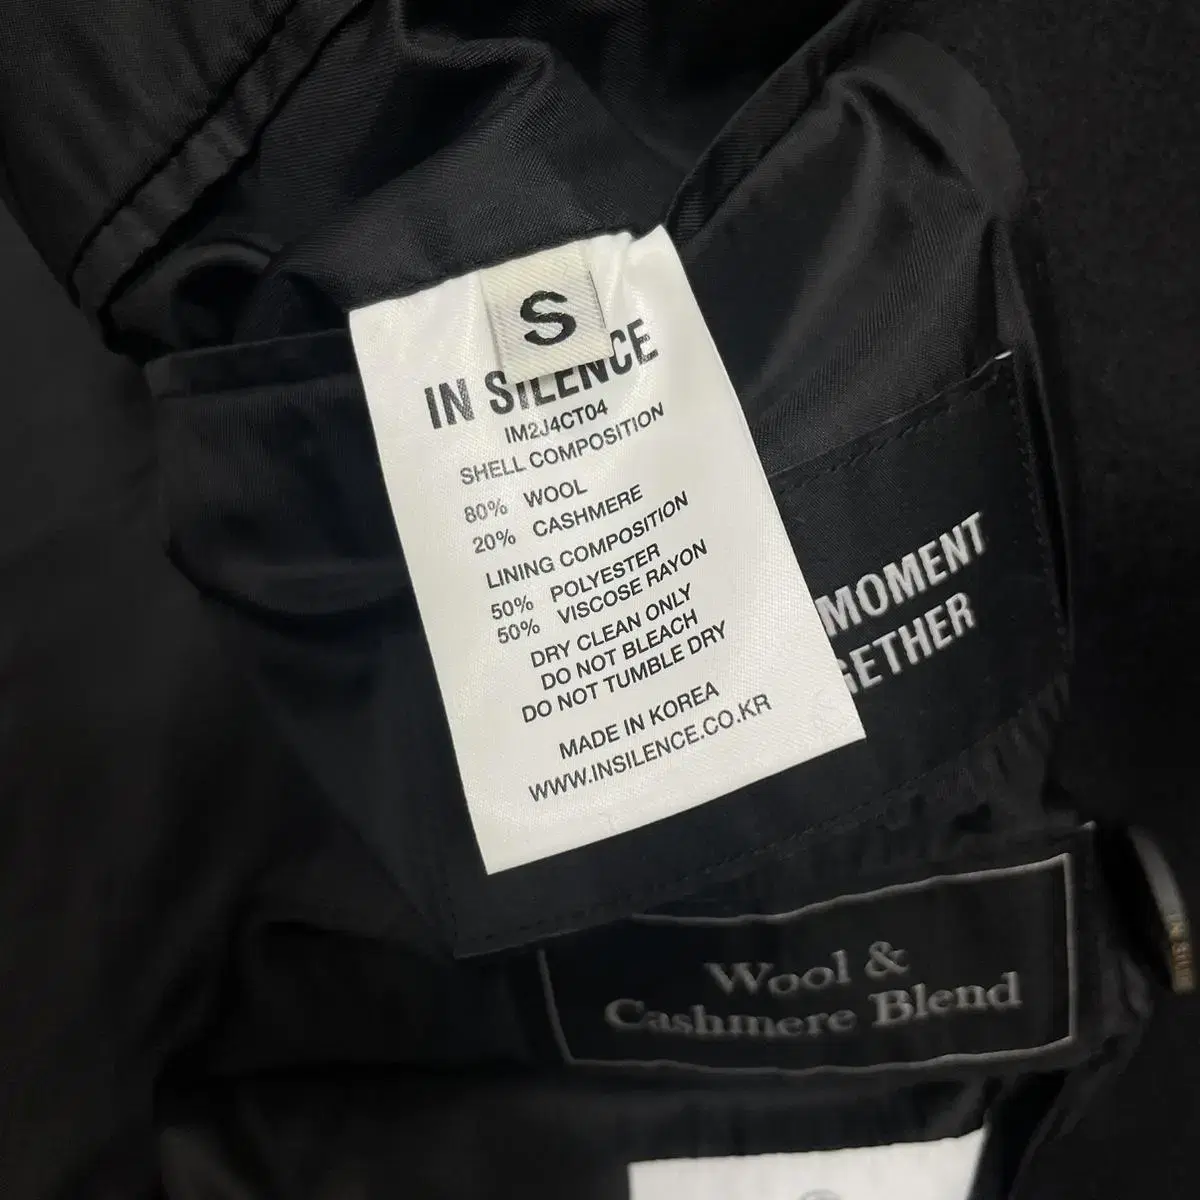 S
IN SILENCE
IM2J4CT04
SHELL COMPOSITION
80% WOOL
20% CASHMERE
LINING COMPOSITION
50% POLYESTER
50% VISCOSE RAYON
DRY CLEAN ONLY
DO NOT BLEACH
DO NOT TUMBLE DRY
MADE IN KOREA
WWW.INSILENCE.CO.KR
MOMENT
GETHER
Wool &
Cashmere Blend